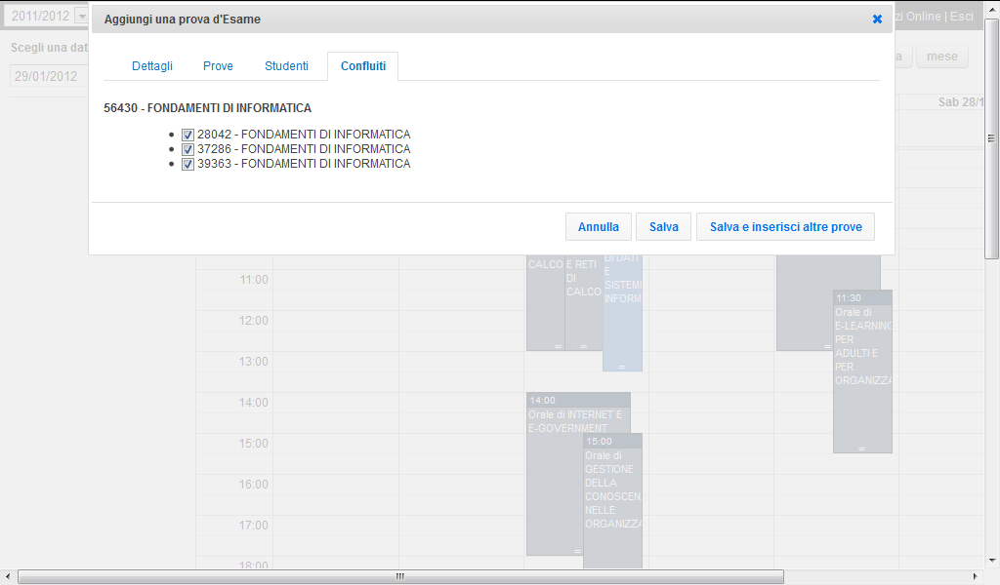 2011/2012
Aggiungi una prova d'Esame
zi Online | Esci
Scegli una dat
29/01/2012
a
mese
Sab 28/1
Dettagli
Prove
Studenti
Confluiti
56430 - FONDAMENTI DI INFORMATICA
28042 - FONDAMENTI DI INFORMATICA
37286 - FONDAMENTI DI INFORMATICA
39363 - FONDAMENTI DI INFORMATICA
Annulla
Salva
Salva e inserisci altre prove
CALCO
E RETI
DI
CALCO
DI DATI
E
SISTEMI
INFORM
11:00
12:00
13:00
14:00
15:00
16:00
17:00
18:00
14:00
Orale di INTERNET E
E-GOVERNMENT
15:00
Orale di
GESTIONE
DELLA
CONOSCEN
NELLE
ORGANIZZA
11:30
Orale di
E-LEARNING
PER
ADULTI E
PER
ORGANIZZA